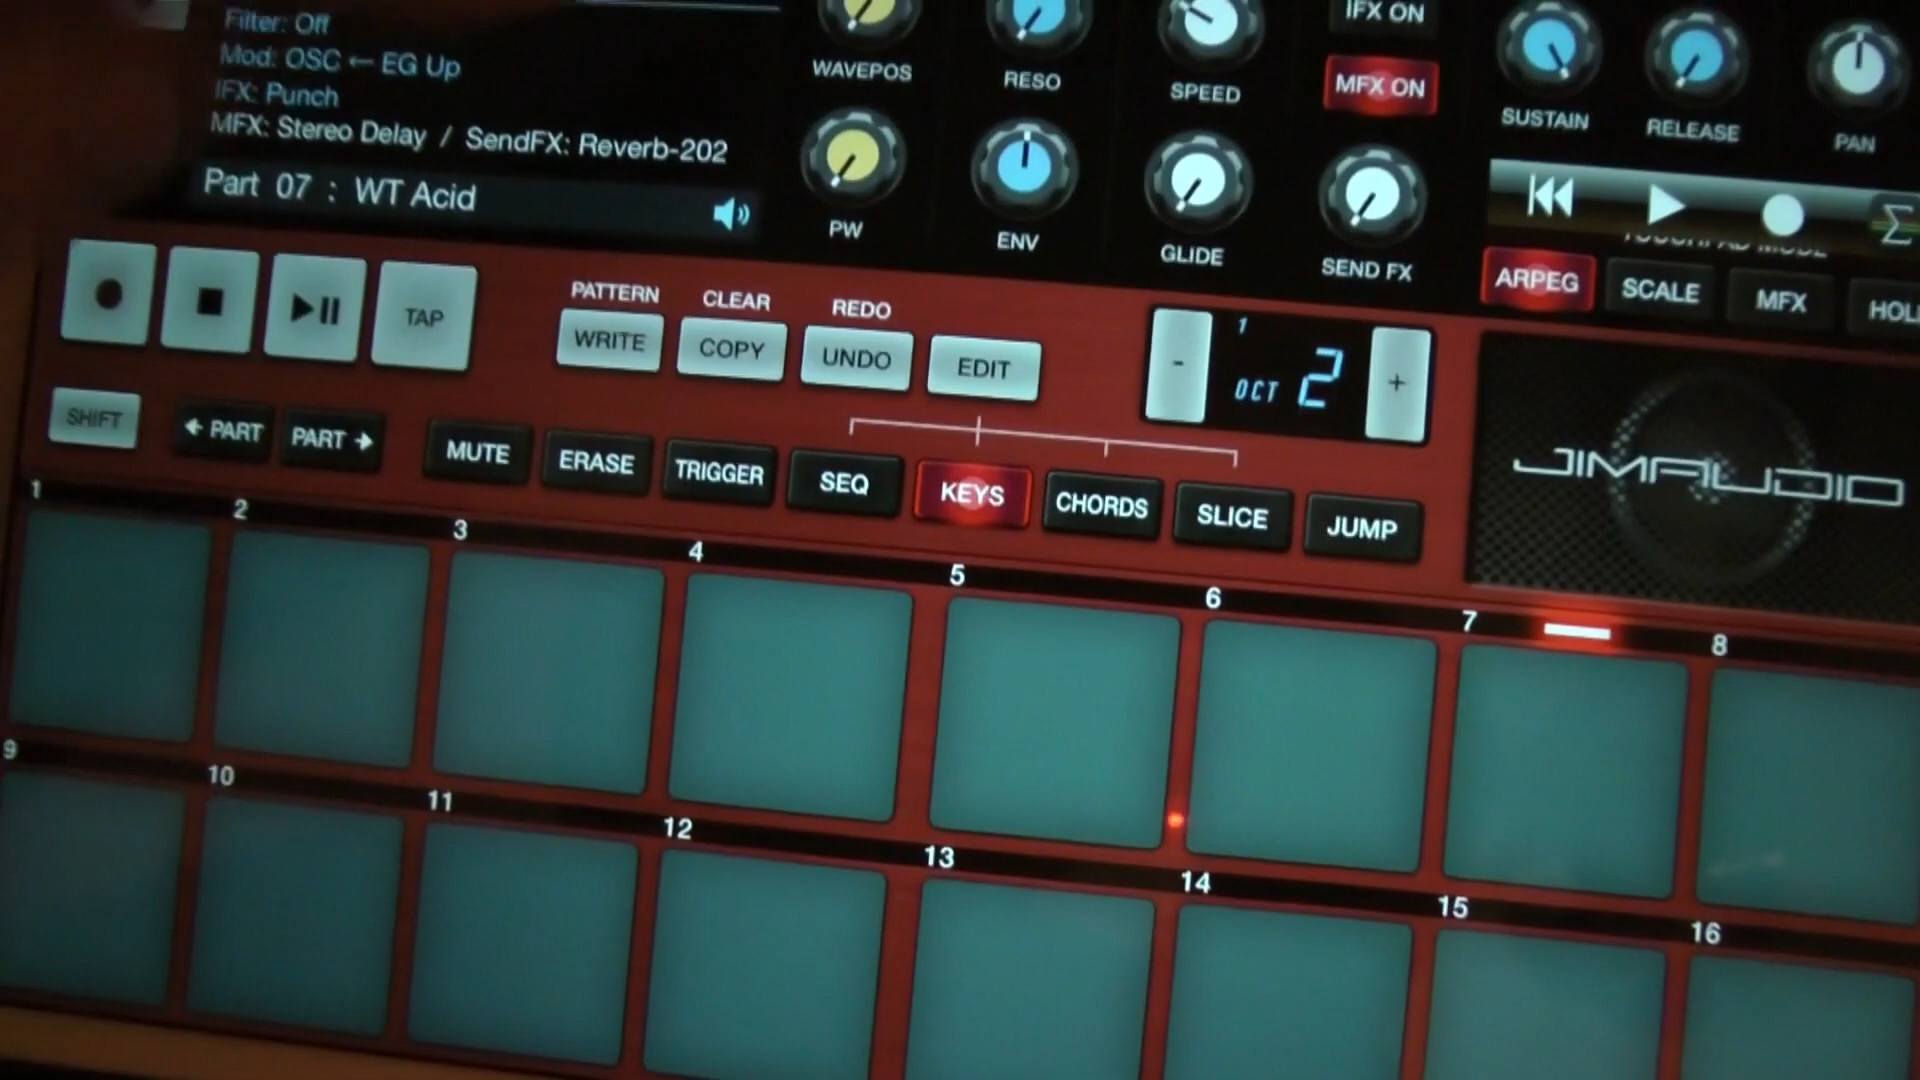 Filter: Off
Mod: OSC ← EG Up
IFX: Punch
MFX: Stereo Delay / SendFX: Reverb-202
Part 07 : WT Acid
WAVEPOS
RESO
SPEED
IFX ON
MFX ON
SUSTAIN
RELEASE
PAN
PW
ENV
GLIDE
SEND FX
TOUCHPAD MODE
ARPEG
SCALE
MFX
TAP
PATTERN
CLEAR
REDO
WRITE
COPY
UNDO
EDIT
-
1
OCT 2
+
SHIFT
← PART
PART →
MUTE
ERASE
TRIGGER
SEQ
KEYS
CHORDS
SLICE
JUMP
JIMAUDIO
1
2
3
4
5
6
7
8
9
10
11
12
13
14
15
16